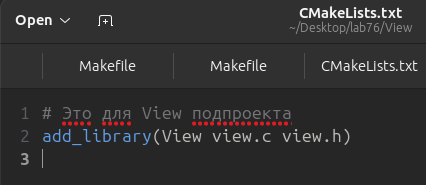 Open
CMakeLists.txt
~/Desktop/lab76/View
Makefile
Makefile
CMakeLists.txt
1 # Это для View подпроекта
2 add_library(View view.c view.h)
3